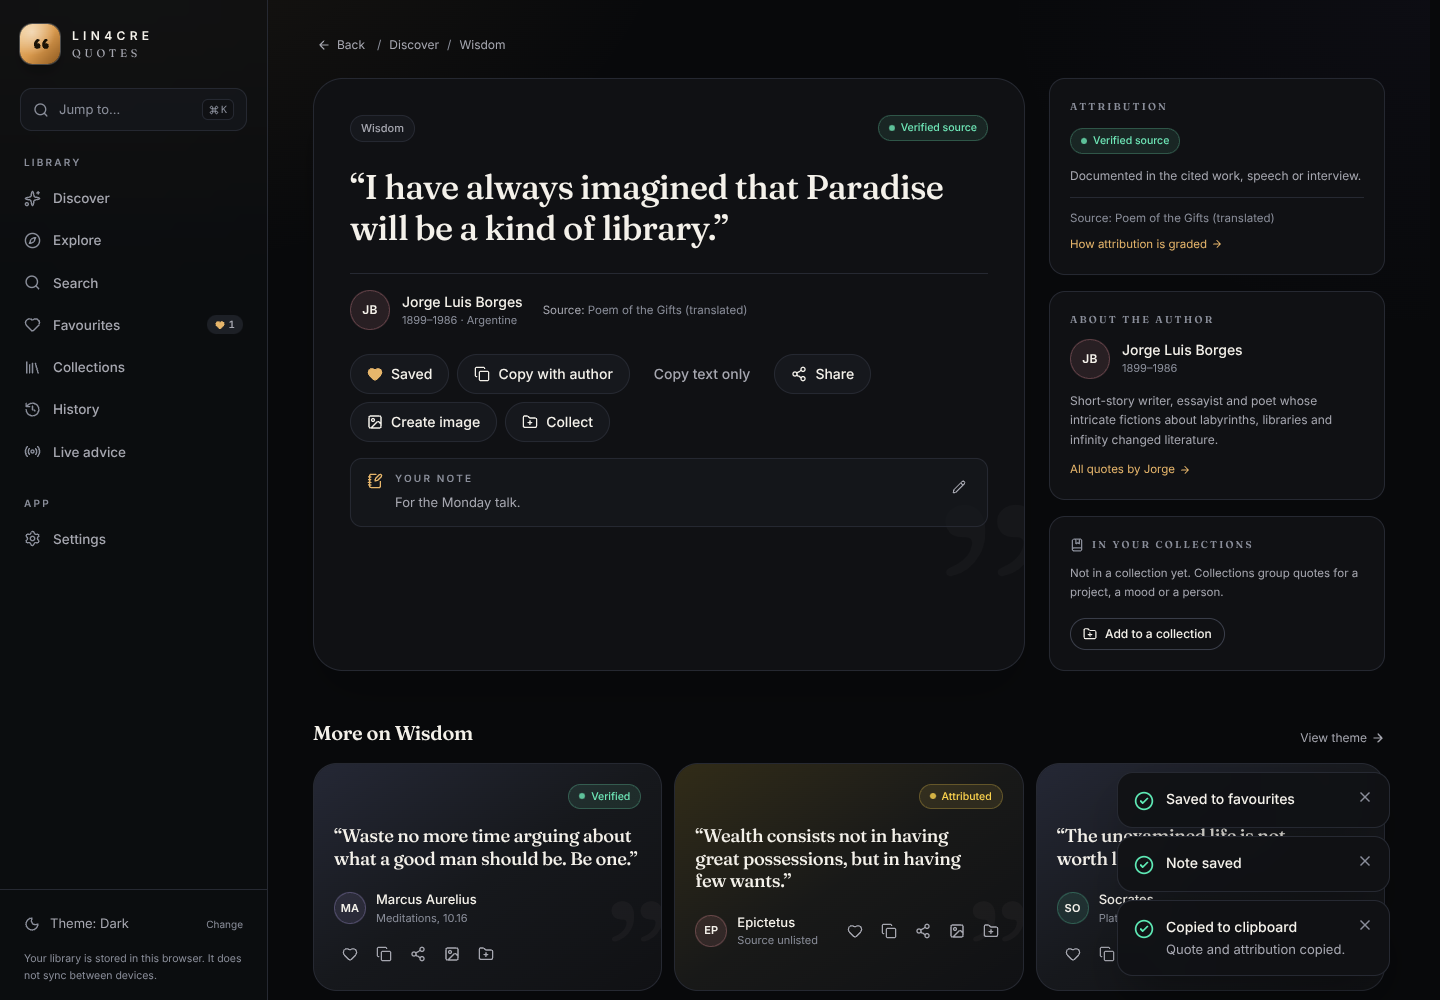 LIN4CRE
QUOTES
Jump to...
⌘K
LIBRARY
Discover
Explore
Search
Favourites
1
Collections
History
Live advice
APP
Settings
Theme: Dark
Change
Your library is stored in this browser. It does
not sync between devices.
Back / Discover / Wisdom
Wisdom
Verified source
“I have always imagined that Paradise
will be a kind of library.”
JB
Jorge Luis Borges
1899–1986 · Argentine
Source: Poem of the Gifts (translated)
Saved
Copy with author
Copy text only
Share
Create image
Collect
YOUR NOTE
For the Monday talk.
ATTRIBUTION
Verified source
Documented in the cited work, speech or interview.
Source: Poem of the Gifts (translated)
How attribution is graded →
ABOUT THE AUTHOR
JB
Jorge Luis Borges
1899–1986
Short-story writer, essayist and poet whose
intricate fictions about labyrinths, libraries and
infinity changed literature.
All quotes by Jorge →
IN YOUR COLLECTIONS
Not in a collection yet. Collections group quotes for a
project, a mood or a person.
Add to a collection
More on Wisdom
View theme →
Verified
“Waste no more time arguing about
what a good man should be. Be one.”
MA
Marcus Aurelius
Meditations, 10.16
Attributed
“Wealth consists not in having
great possessions, but in having
few wants.”
EP
Epictetus
Source unlisted
“The unexamined life is not
worth
SO
Socrates
Saved to favourites
Note saved
Copied to clipboard
Quote and attribution copied.